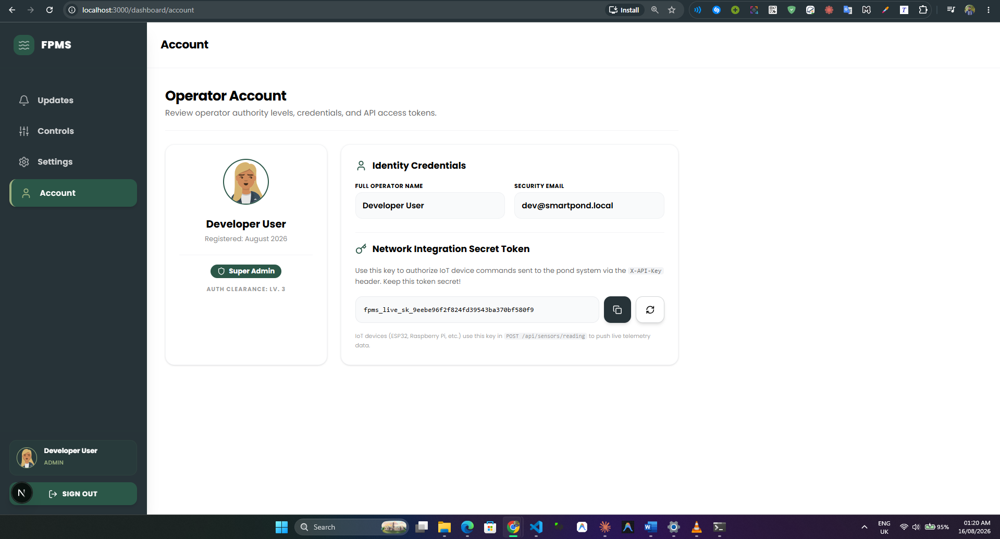 localhost:3000/dashboard/account
Install
FPMS
Updates
Controls
Settings
Account
Developer User
ADMIN
N
SIGN OUT
Account
Operator Account
Review operator authority levels, credentials, and API access tokens.
Developer User
Registered: August 2026
Super Admin
AUTH CLEARANCE: LV. 3
Identity Credentials
FULL OPERATOR NAME
SECURITY EMAIL
Developer User
dev@smartpond.local
Network Integration Secret Token
Use this key to authorize IoT device commands sent to the pond system via the X-API-Key
header. Keep this token secret!
fpms_live_sk_9eebe96f2f824fd39543ba370bf580f9
IoT devices (ESP32, Raspberry Pi, etc.) use this key in POST /api/sensors/reading to push live telemetry
data.
Search
ENG
UK
95%
01:20 AM
16/08/2026